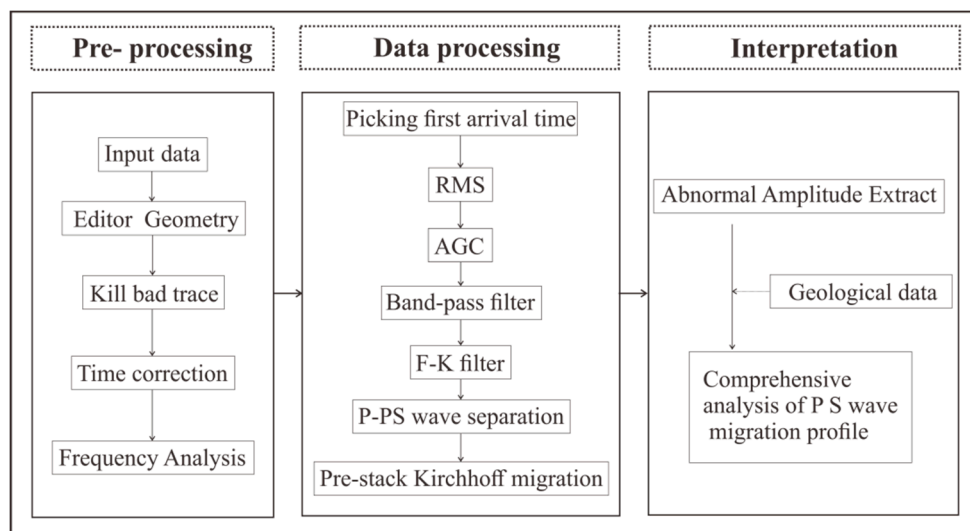 Pre- processing
Data processing
Interpretation
Input data
Editor Geometry
Kill bad trace
Time correction
Frequency Analysis
Picking first arrival time
RMS
AGC
Band-pass filter
F-K filter
P-PS wave separation
Pre-stack Kirchhoff migration
Abnormal Amplitude Extract
Geological data
Comprehensive
analysis of P S wave
migration profile